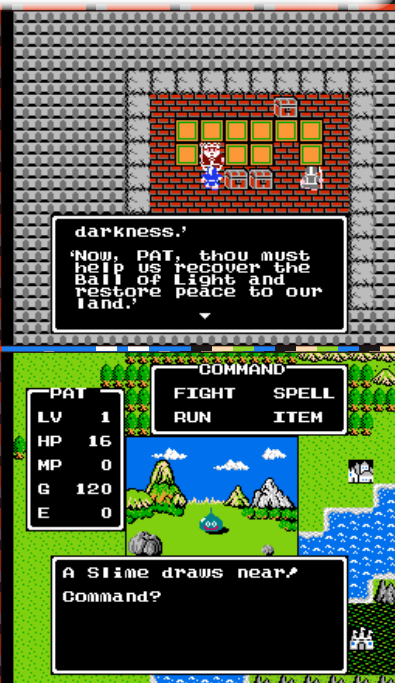 darkness.’
‘Now, PAT, thou must
help us recover the
Ball of Light and
restore peace to our
land.’
COMMAND
FIGHT SPELL
RUN ITEM
PAT
LV 1
HP 16
MP 0
G 120
E 0
A Slime draws near!
Command?